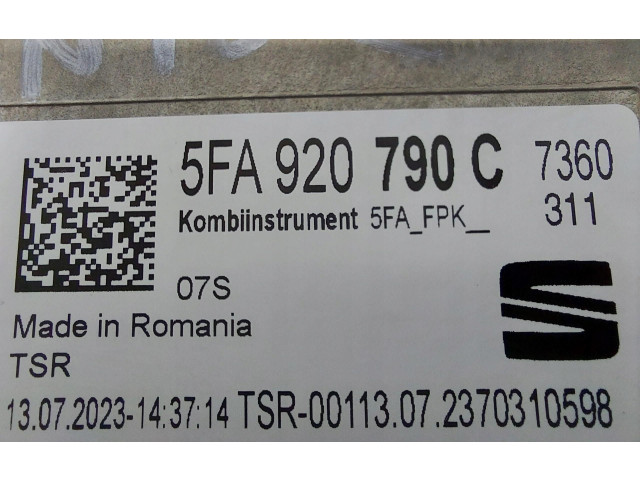 5FA 920 790 C 7360
Kombiinstrument 5FA_FPK__ 311
07S
Made in Romania
TSR
13.07.2023-14:37:14 TSR-00113.07.2370310598